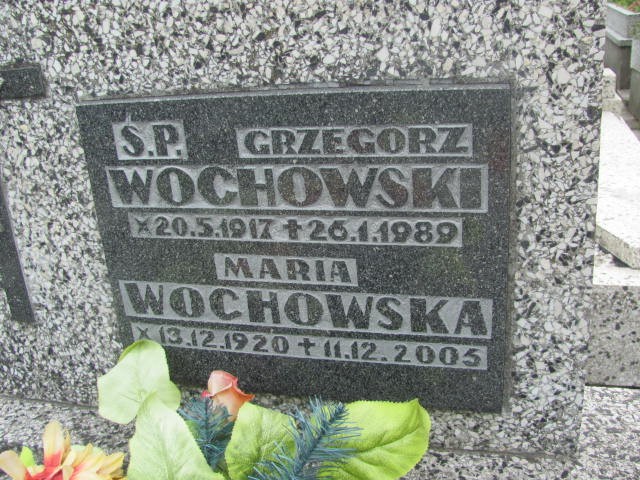 Ś.P. GRZEGORZ
WOCHOWSKI
×20.5.1917 +26.1.1989
MARIA
WOCHOWSKA
×13.12.1920 +11.12.2005